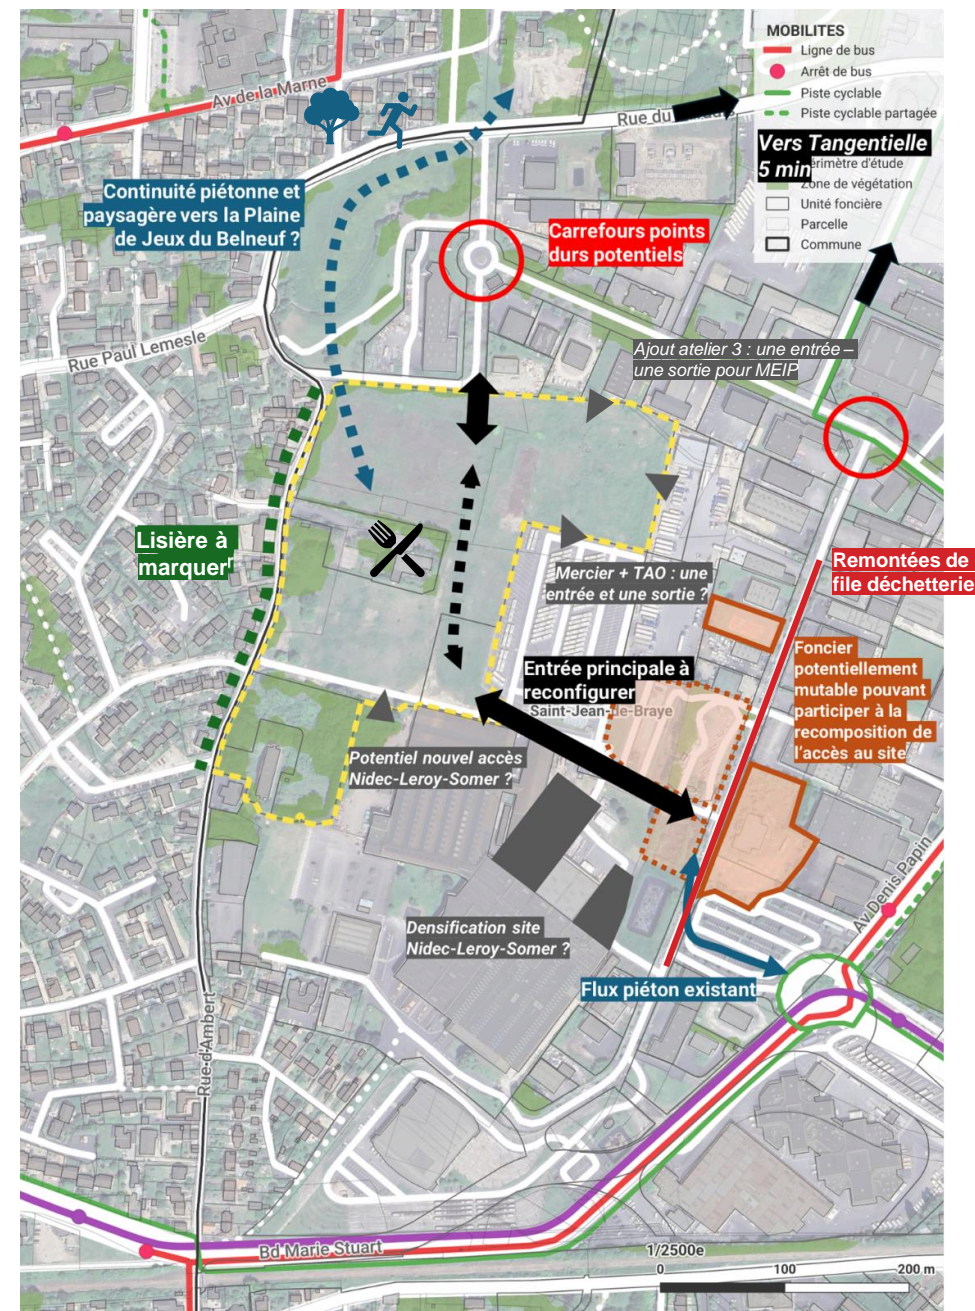 MOBILITES
Ligne de bus
Arrêt de bus
Piste cyclable
Piste cyclable partagée
Vers Tangentielle
5 min
érimètre d'étude
Zone de végétation
Unité foncière
Parcelle
Commune
Av de la Marne
Rue du
Continuité piétonne et
paysagère vers la Plaine
de Jeux du Belneuf ?
Carrefours points
durs potentiels
Rue Paul Lemesle
Ajout atelier 3 : une entrée –
une sortie pour MEIP
Lisière à
marquer
Mercier + TAO : une
entrée et une sortie ?
Remontées de
file déchetterie
Foncier
potentiellement
mutable pouvant
participer à la
recomposition de
l'accès au site
Entrée principale à
reconfigurer
Saint-Jean-de-Braye
Potentiel nouvel accès
Nidec-Leroy-Somer ?
Av Denis Papin
Densification site
Nidec-Leroy-Somer ?
Flux piéton existant
Rue d'Ambert
Bd Marie Stuart
1/2500e
0 100 200 m